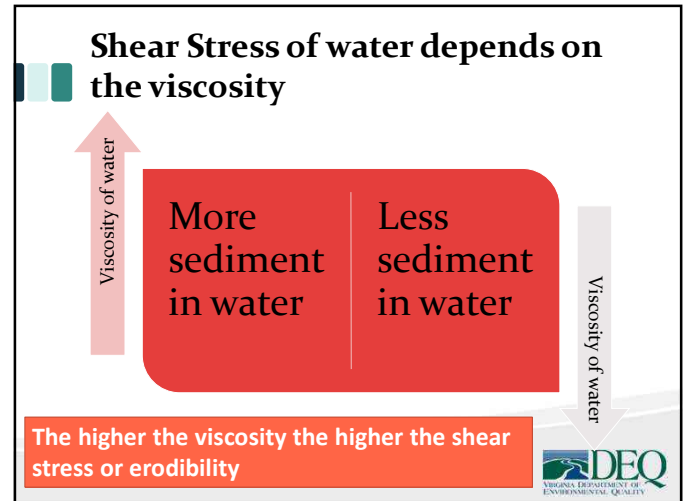 Shear Stress of water depends on
the viscosity
Viscosity of water
More
sediment
in water
Less
sediment
in water
Viscosity of water
The higher the viscosity the higher the shear
stress or erodibility
DEQ
VIRGINIA DEPARTMENT OF
ENVIRONMENTAL QUALITY